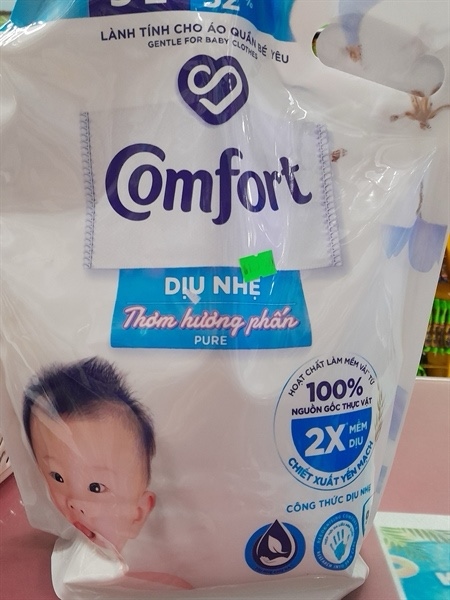 32%
LÀNH TÍNH CHO ÁO QUẦN BÉ YÊU
GENTLE FOR BABY CLOTHES
Comfort
DỊU NHẸ
Thơm hương phấn
PURE
HOẠT CHẤT LÀM MỀM VẢI TỪ
100%
NGUỒN GỐC THỰC VẬT
2X MỀM DỊU
CHIẾT XUẤT YẾN MẠCH
CÔNG THỨC DỊU NHẸ